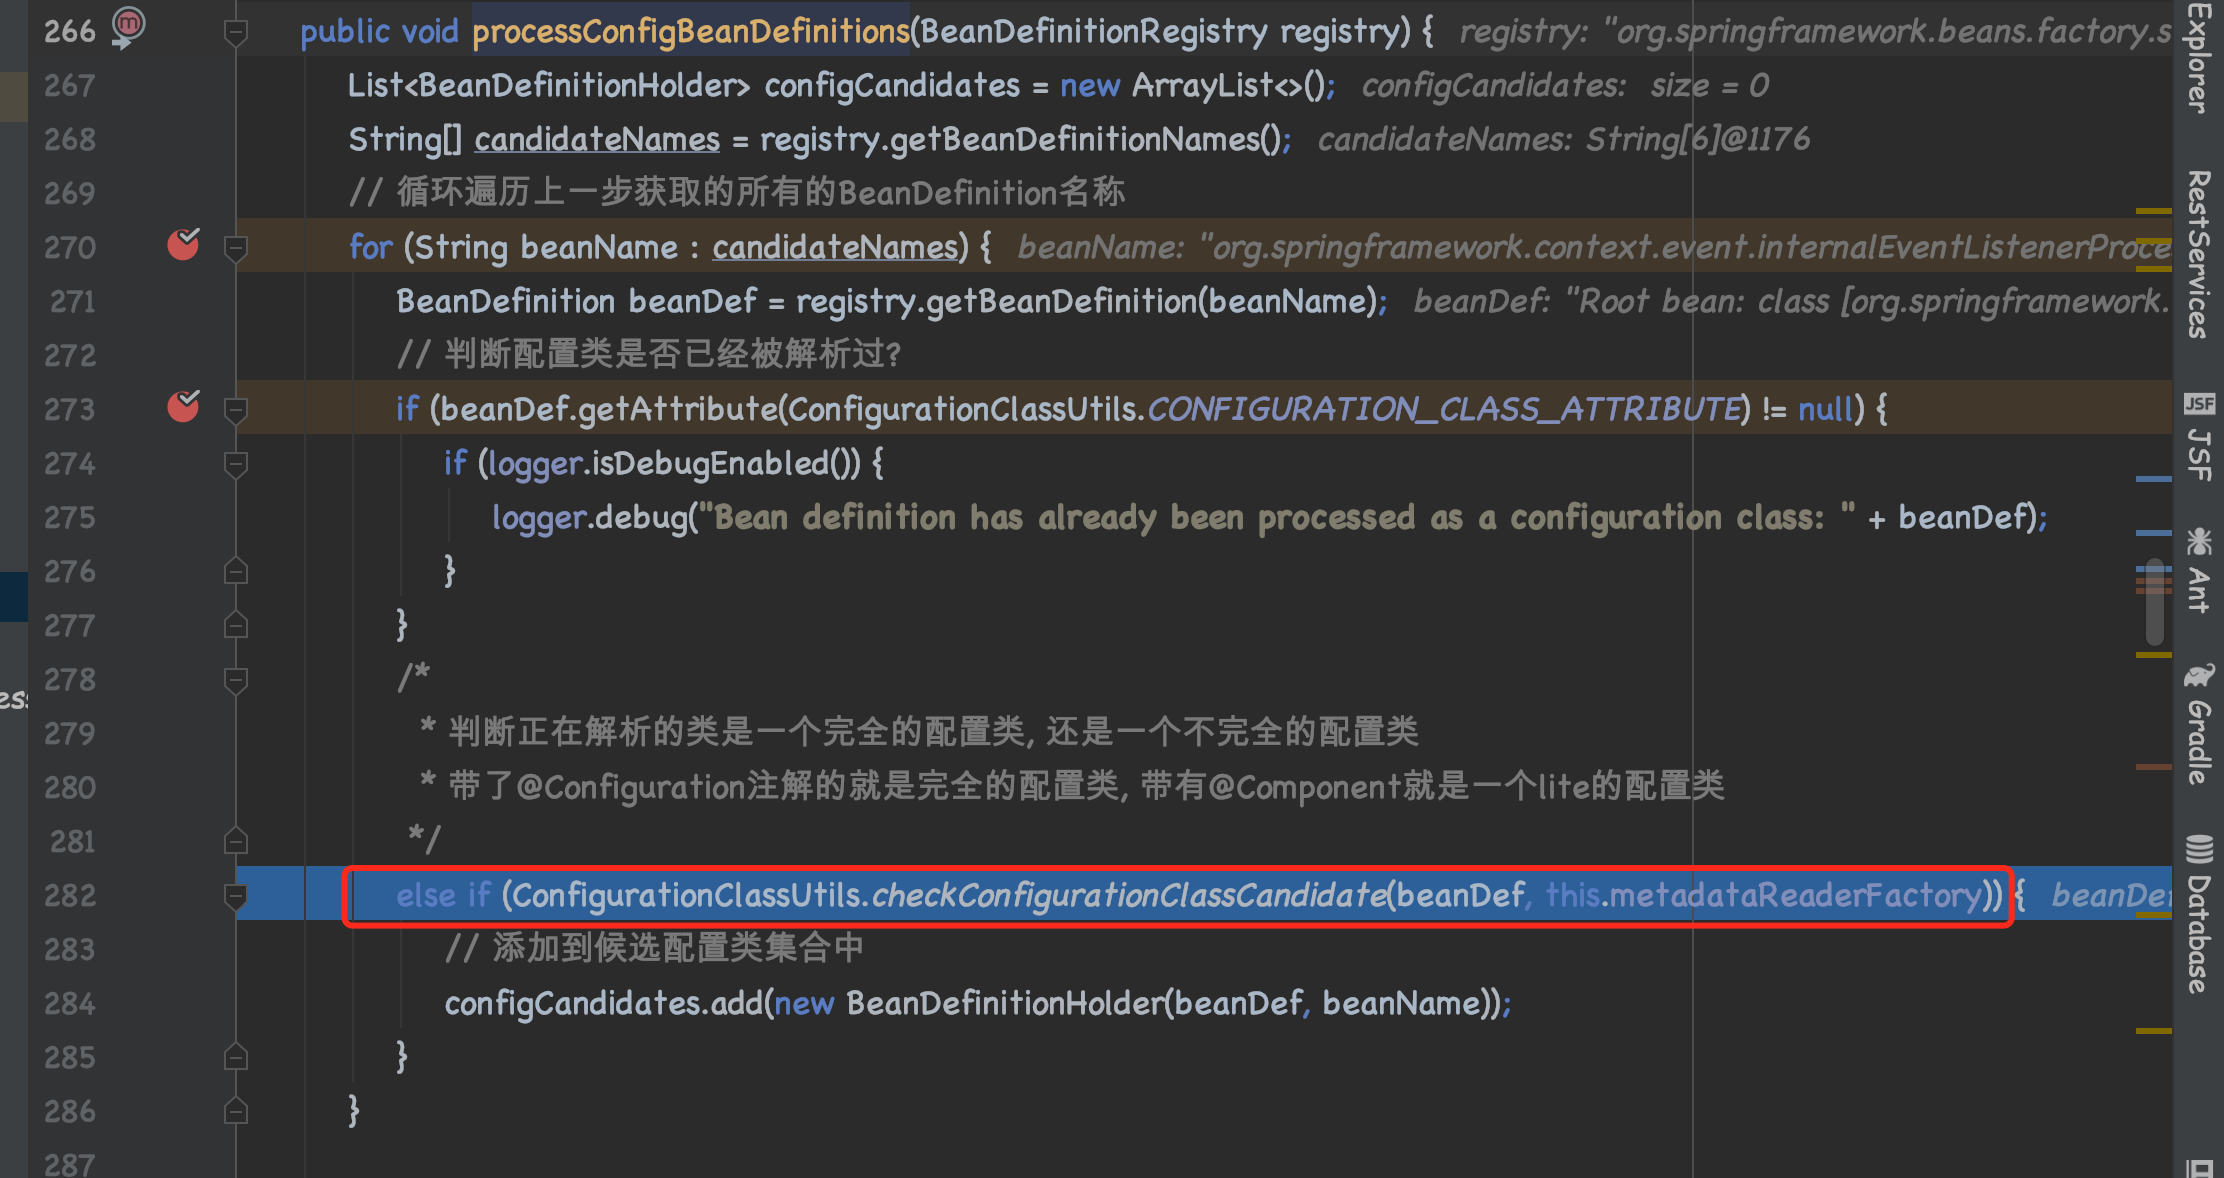 266 public void processConfigBeanDefinitions(BeanDefinitionRegistry registry) { registry: "org.springframework.beans.factory.s
267 List<BeanDefinitionHolder> configCandidates = new ArrayList<>(); configCandidates: size = 0
268 String[] candidateNames = registry.getBeanDefinitionNames(); candidateNames: String[6]@1176
269 // 循环遍历上一步获取的所有的BeanDefinition名称
270 for (String beanName : candidateNames) { beanName: "org.springframework.context.event.internalEventListenerProce
271 BeanDefinition beanDef = registry.getBeanDefinition(beanName); beanDef: "Root bean: class [org.springframework.
272 // 判断配置类是否已经被解析过?
273 if (beanDef.getAttribute(ConfigurationClassUtils.CONFIGURATION_CLASS_ATTRIBUTE) != null) {
274 if (logger.isDebugEnabled()) {
275 logger.debug("Bean definition has already been processed as a configuration class: " + beanDef);
276 }
277 }
278 /*
279 * 判断正在解析的类是一个完全的配置类, 还是一个不完全的配置类
280 * 带了@Configuration注解的就是完全的配置类, 带有@Component就是一个lite的配置类
281 */
282 else if (ConfigurationClassUtils.checkConfigurationClassCandidate(beanDef, this.metadataReaderFactory)) { beanDef
283 // 添加到候选配置类集合中
284 configCandidates.add(new BeanDefinitionHolder(beanDef, beanName));
285 }
286 }
287
ess
Explorer
RestServices
JSF
JSF
Ant
Gradle
Database